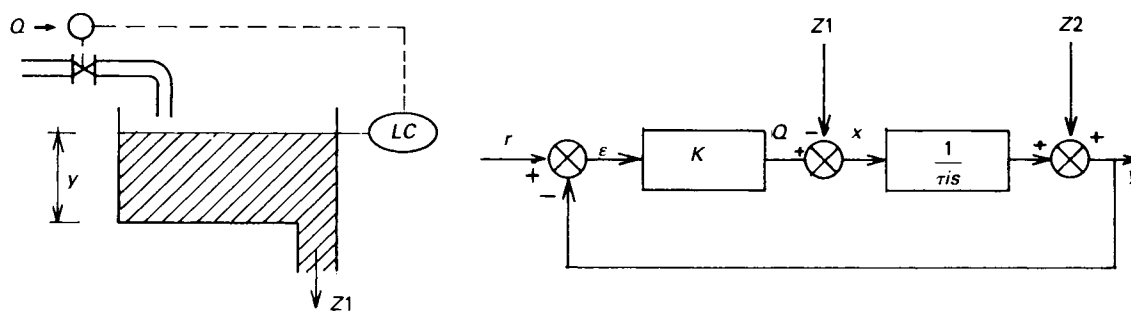 Q
LC
y
Z1
r
+
-
ε
K
Q
Z1
-
+
x
1
τis
Z2
+
+
y